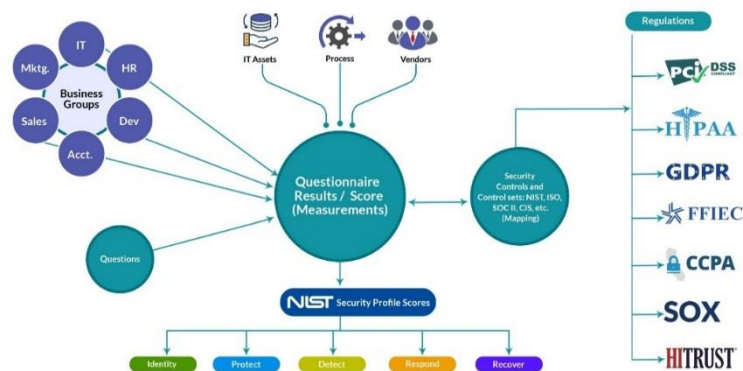 IT
Mktg.
HR
Business
Groups
Sales
Dev
Acct.
Questions
IT Assets
Process
Vendors
Questionnaire
Results / Score
(Measurements)
Security
Controls and
Control sets: NIST, ISO,
SOC II, CIS, etc.
(Mapping)
NIST Security Profile Scores
Identity
Protect
Detect
Respond
Recover
Regulations
PCI DSS
COMPLIANT
HIPAA
GDPR
FFIEC
CCPA
SOX
HITRUST